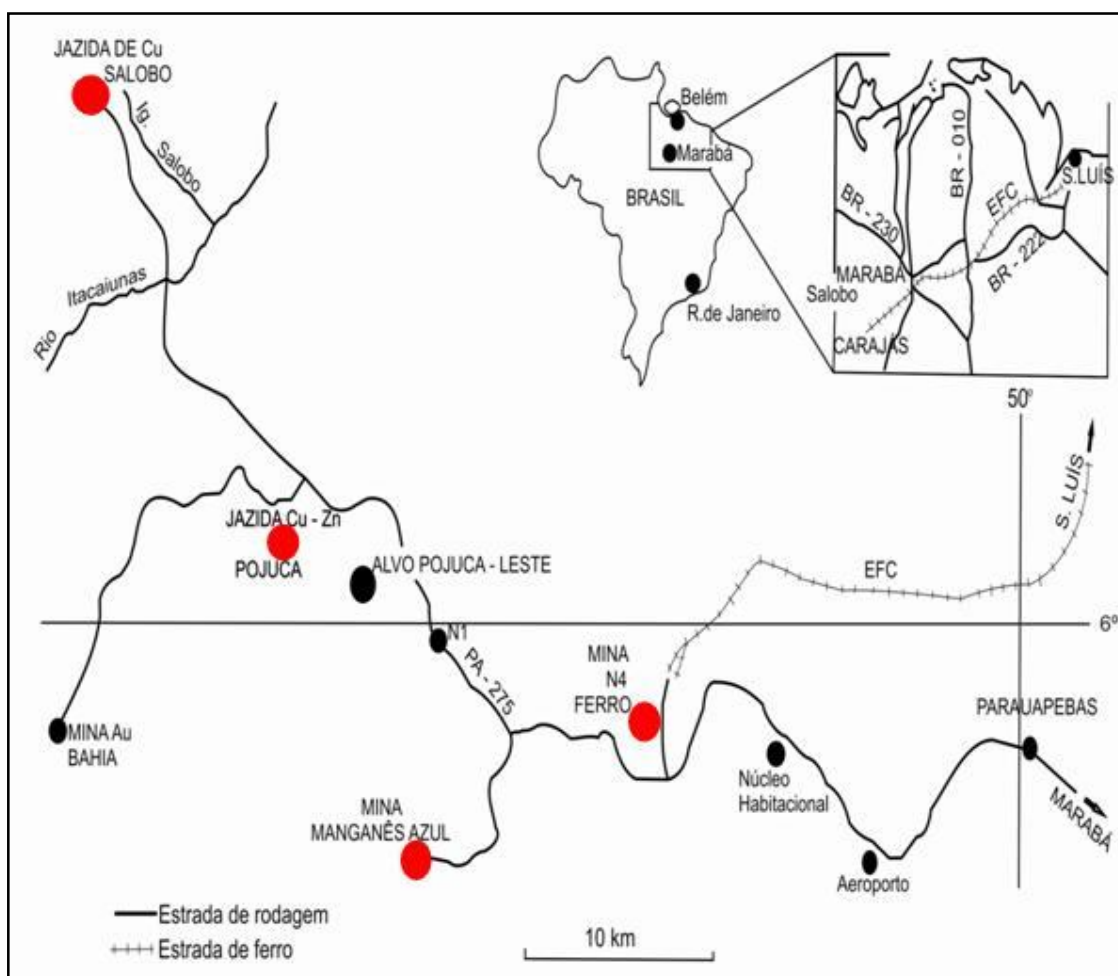 JAZIDA DE Cu
SALOBO
Ig. Salobo
Rio Itacaiunas
Belém
Marabá
BRASIL
R.de Janeiro
BR - 010
S.LUÍS
EFC
BR - 230
BR - 222
MARABÁ
Salobo
CARAJÁS
50º
S. LUÍS
JAZIDA Cu - Zn
POJUCA
ALVO POJUCA - LESTE
EFC
6º
N1
PA - 275
MINA
N4
FERRO
PARAUAPEBAS
MINA Au
BAHIA
Núcleo
Habitacional
MARABÁ
MINA
MANGANÊS AZUL
Aeroporto
Estrada de rodagem
Estrada de ferro
10 km